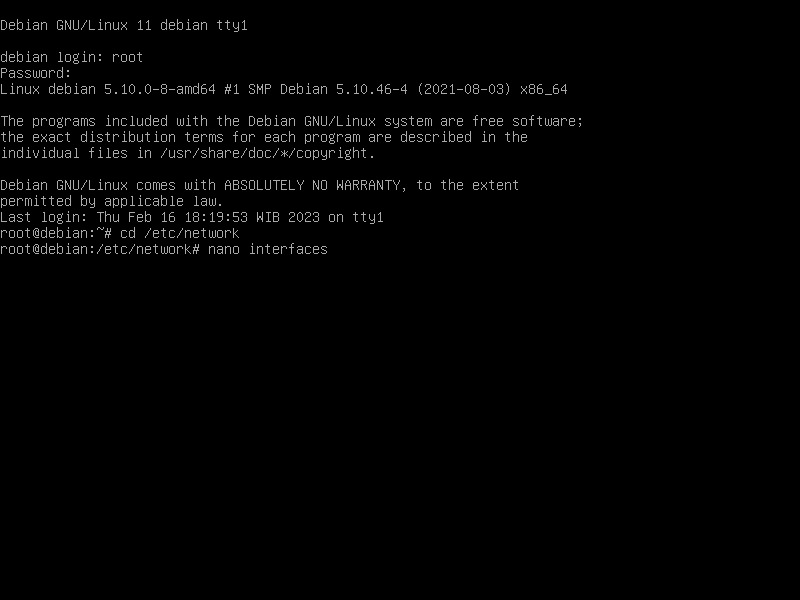 Debian GNU/Linux 11 debian tty1
debian login: root
Password:
Linux debian 5.10.0-8-amd64 #1 SMP Debian 5.10.46-4 (2021-08-03) x86_64
The programs included with the Debian GNU/Linux system are free software;
the exact distribution terms for each program are described in the
individual files in /usr/share/doc/*/copyright.
Debian GNU/Linux comes with ABSOLUTELY NO WARRANTY, to the extent
permitted by applicable law.
Last login: Thu Feb 16 18:19:53 WIB 2023 on tty1
root@debian:~# cd /etc/network
root@debian:/etc/network# nano interfaces